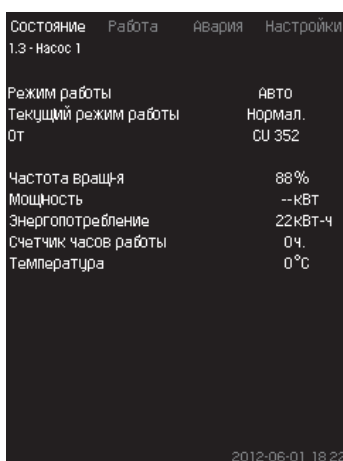 Состояние Работа Авария Настройки
1.3 - Насос 1
Режим работы Авто
Текущий режим работы Нормал.
От CU 352
Частота вращ-я 88%
Мощность --кВт
Энергопотребление 22кВт-ч
Счетчик часов работы 0ч.
Температура 0°C
2012-06-01 18:22